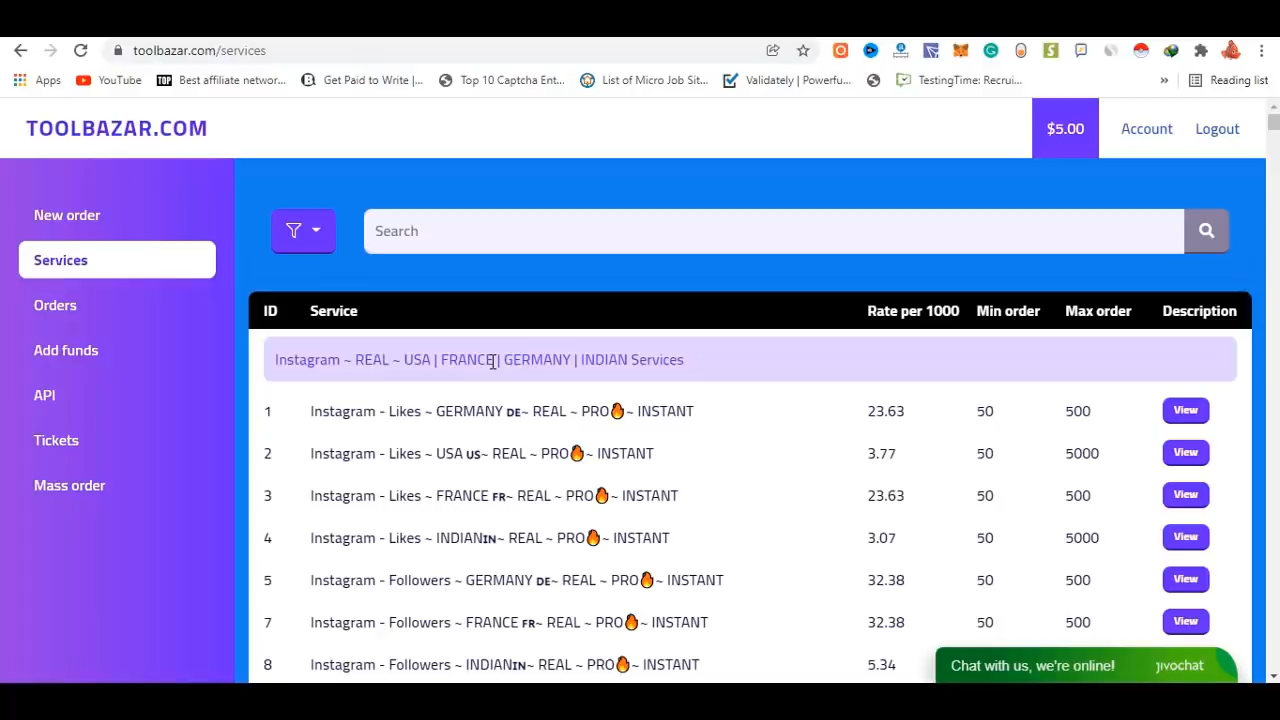 toolbazar.com/services
Apps YouTube TOP Best affiliate networ... Get Paid to Write |... Top 10 Captcha Ent... List of Micro Job Sit... Validately | Powerfu... TestingTime: Recrui... » Reading list
TOOLBAZAR.COM $5.00 Account Logout
New order
Services
Orders
Add funds
API
Tickets
Mass order
Search
ID Service Rate per 1000 Min order Max order Description
Instagram ~ REAL ~ USA | FRANCE | GERMANY | INDIAN Services
1 Instagram - Likes ~ GERMANY DE~ REAL ~ PRO🔥~ INSTANT 23.63 50 500 View
2 Instagram - Likes ~ USA US~ REAL ~ PRO🔥~ INSTANT 3.77 50 5000 View
3 Instagram - Likes ~ FRANCE FR~ REAL ~ PRO🔥~ INSTANT 23.63 50 500 View
4 Instagram - Likes ~ INDIANIN~ REAL ~ PRO🔥~ INSTANT 3.07 50 5000 View
5 Instagram - Followers ~ GERMANY DE~ REAL ~ PRO🔥~ INSTANT 32.38 50 500 View
7 Instagram - Followers ~ FRANCE FR~ REAL ~ PRO🔥~ INSTANT 32.38 50 500 View
8 Instagram - Followers ~ INDIANIN~ REAL ~ PRO🔥~ INSTANT 5.34
Chat with us, we're online! jivochat